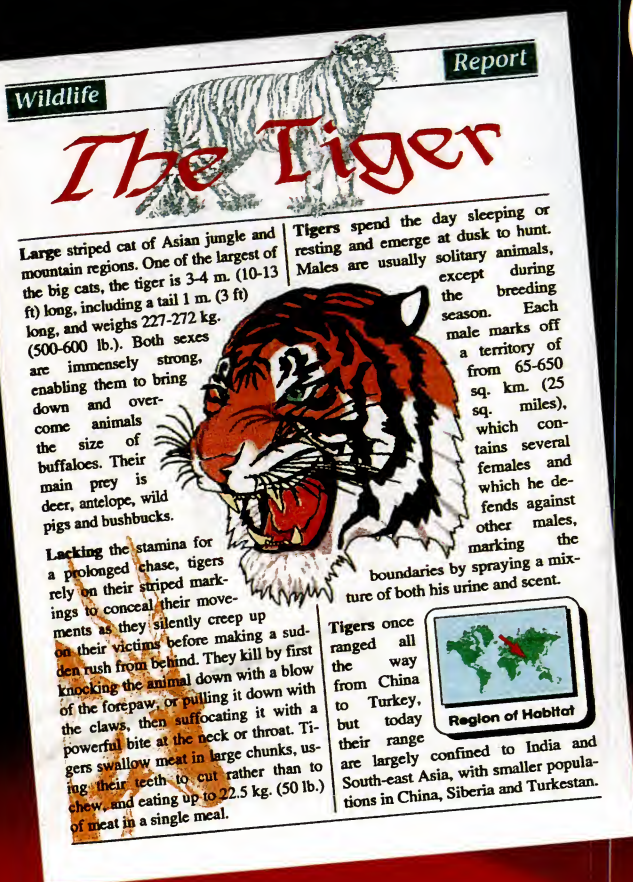 Wildlife
Report
The Tiger
Large striped cat of Asian jungle and
mountain regions. One of the largest of
the big cats, the tiger is 3-4 m. (10-13
ft) long, including a tail 1 m. (3 ft)
long, and weighs 227-272 kg.
(500-600 lb.). Both sexes
are immensely strong,
enabling them to bring
down and over-
come animals
the size of
buffaloes. Their
main prey is
deer, antelope, wild
pigs and bushbucks.
Lacking the stamina for
a prolonged chase, tigers
rely on their striped mark-
ings to conceal their move-
ments as they silently creep up
on their victims before making a sud-
den rush from behind. They kill by first
knocking the animal down with a blow
of the forepaw, or pulling it down with
the claws, then suffocating it with a
powerful bite at the neck or throat. Ti-
gers swallow meat in large chunks, us-
ing their teeth to cut rather than to
chew, and eating up to 22.5 kg. (50 lb.)
of meat in a single meal.
Tigers spend the day sleeping or
resting and emerge at dusk to hunt.
Males are usually solitary animals,
except during
the breeding
season. Each
male marks off
a territory of
from 65-650
sq. km. (25
sq. miles),
which con-
tains several
females and
which he de-
fends against
other males,
marking the
boundaries by spraying a mix-
ture of both his urine and scent.
Tigers once
ranged all
the way
from China
to Turkey,
but today
their range
are largely confined to India and
South-east Asia, with smaller popula-
tions in China, Siberia and Turkestan.
Region of Habitat